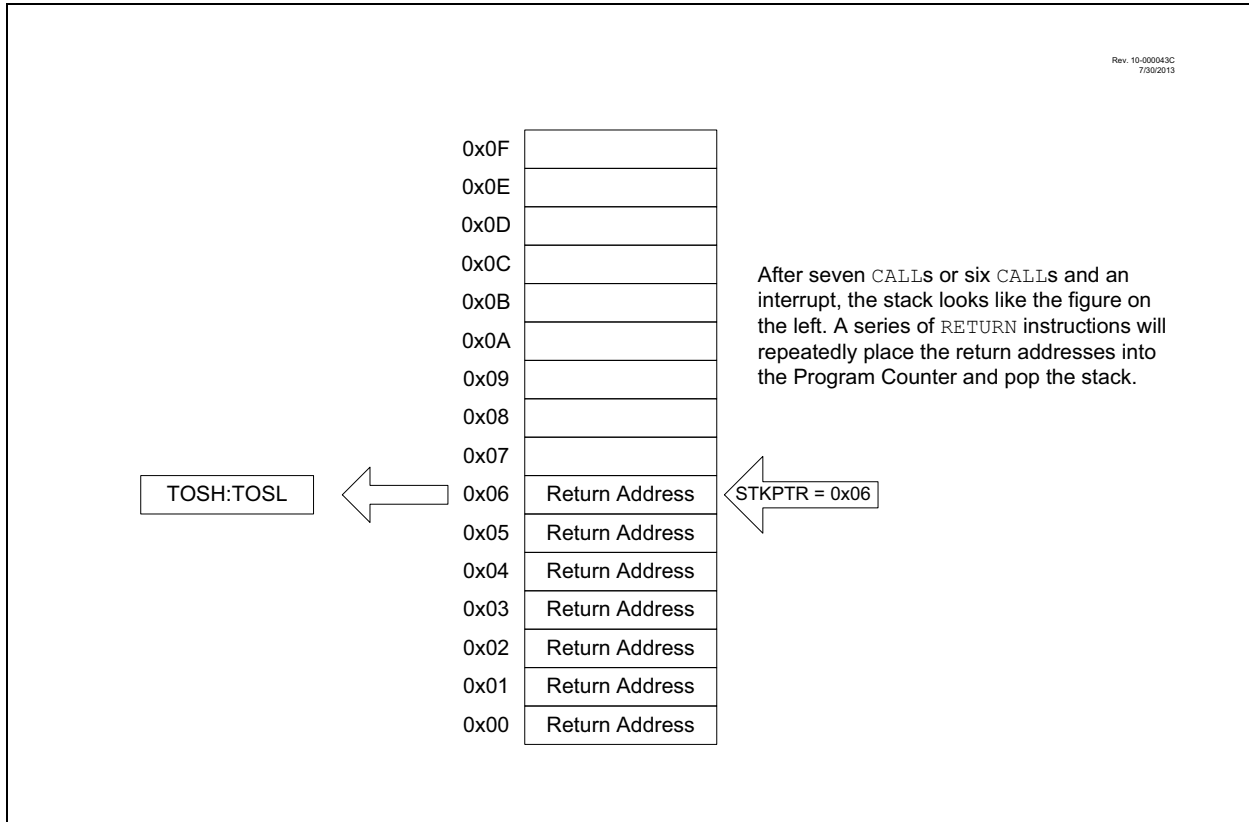 Rev. 10-000043C
7/30/2013
0x0F
0x0E
0x0D
0x0C
0x0B
0x0A
0x09
0x08
0x07
After seven CALLs or six CALLs and an
interrupt, the stack looks like the figure on
the left. A series of RETURN instructions will
repeatedly place the return addresses into
the Program Counter and pop the stack.
TOSH:TOSL
0x06 Return Address
STKPTR = 0x06
0x05 Return Address
0x04 Return Address
0x03 Return Address
0x02 Return Address
0x01 Return Address
0x00 Return Address